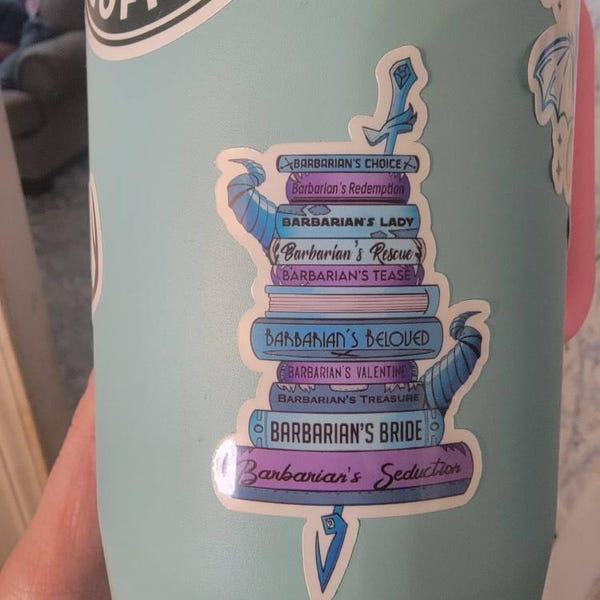 BARBARIAN'S CHOICE
Barbarian's Redemption
BARBARIAN'S LADY
Barbarian's Rescue
BARBARIAN'S TEASE
BARBARIAN'S BELOVED
BARBARIAN'S VALENTINE
BARBARIAN'S TREASURE
BARBARIAN'S BRIDE
Barbarian's Seduction